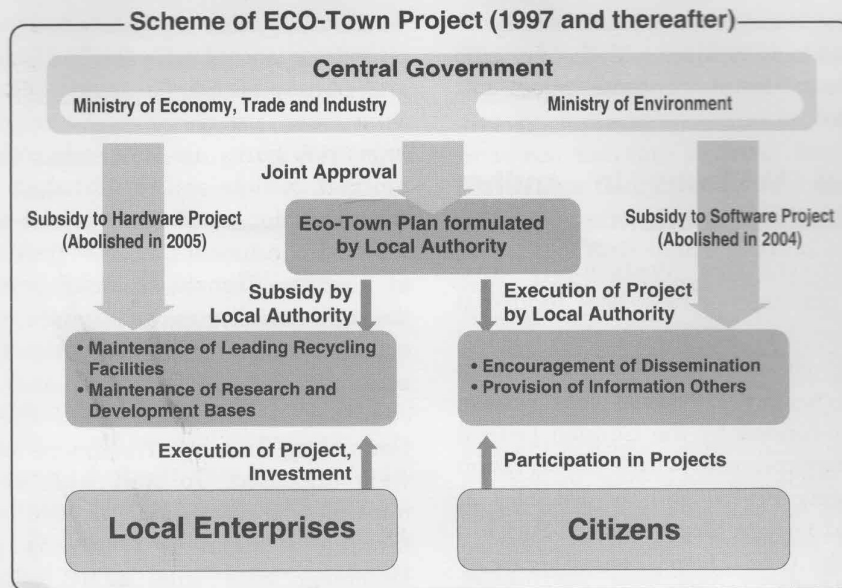 Scheme of ECO-Town Project (1997 and thereafter)
Central Government
Ministry of Economy, Trade and Industry
Ministry of Environment
Joint Approval
Subsidy to Hardware Project
(Abolished in 2005)
Eco-Town Plan formulated
by Local Authority
Subsidy to Software Project
(Abolished in 2004)
Subsidy by
Local Authority
Execution of Project
by Local Authority
• Maintenance of Leading Recycling
Facilities
• Maintenance of Research and
Development Bases
• Encouragement of Dissemination
• Provision of Information Others
Execution of Project,
Investment
Participation in Projects
Local Enterprises
Citizens